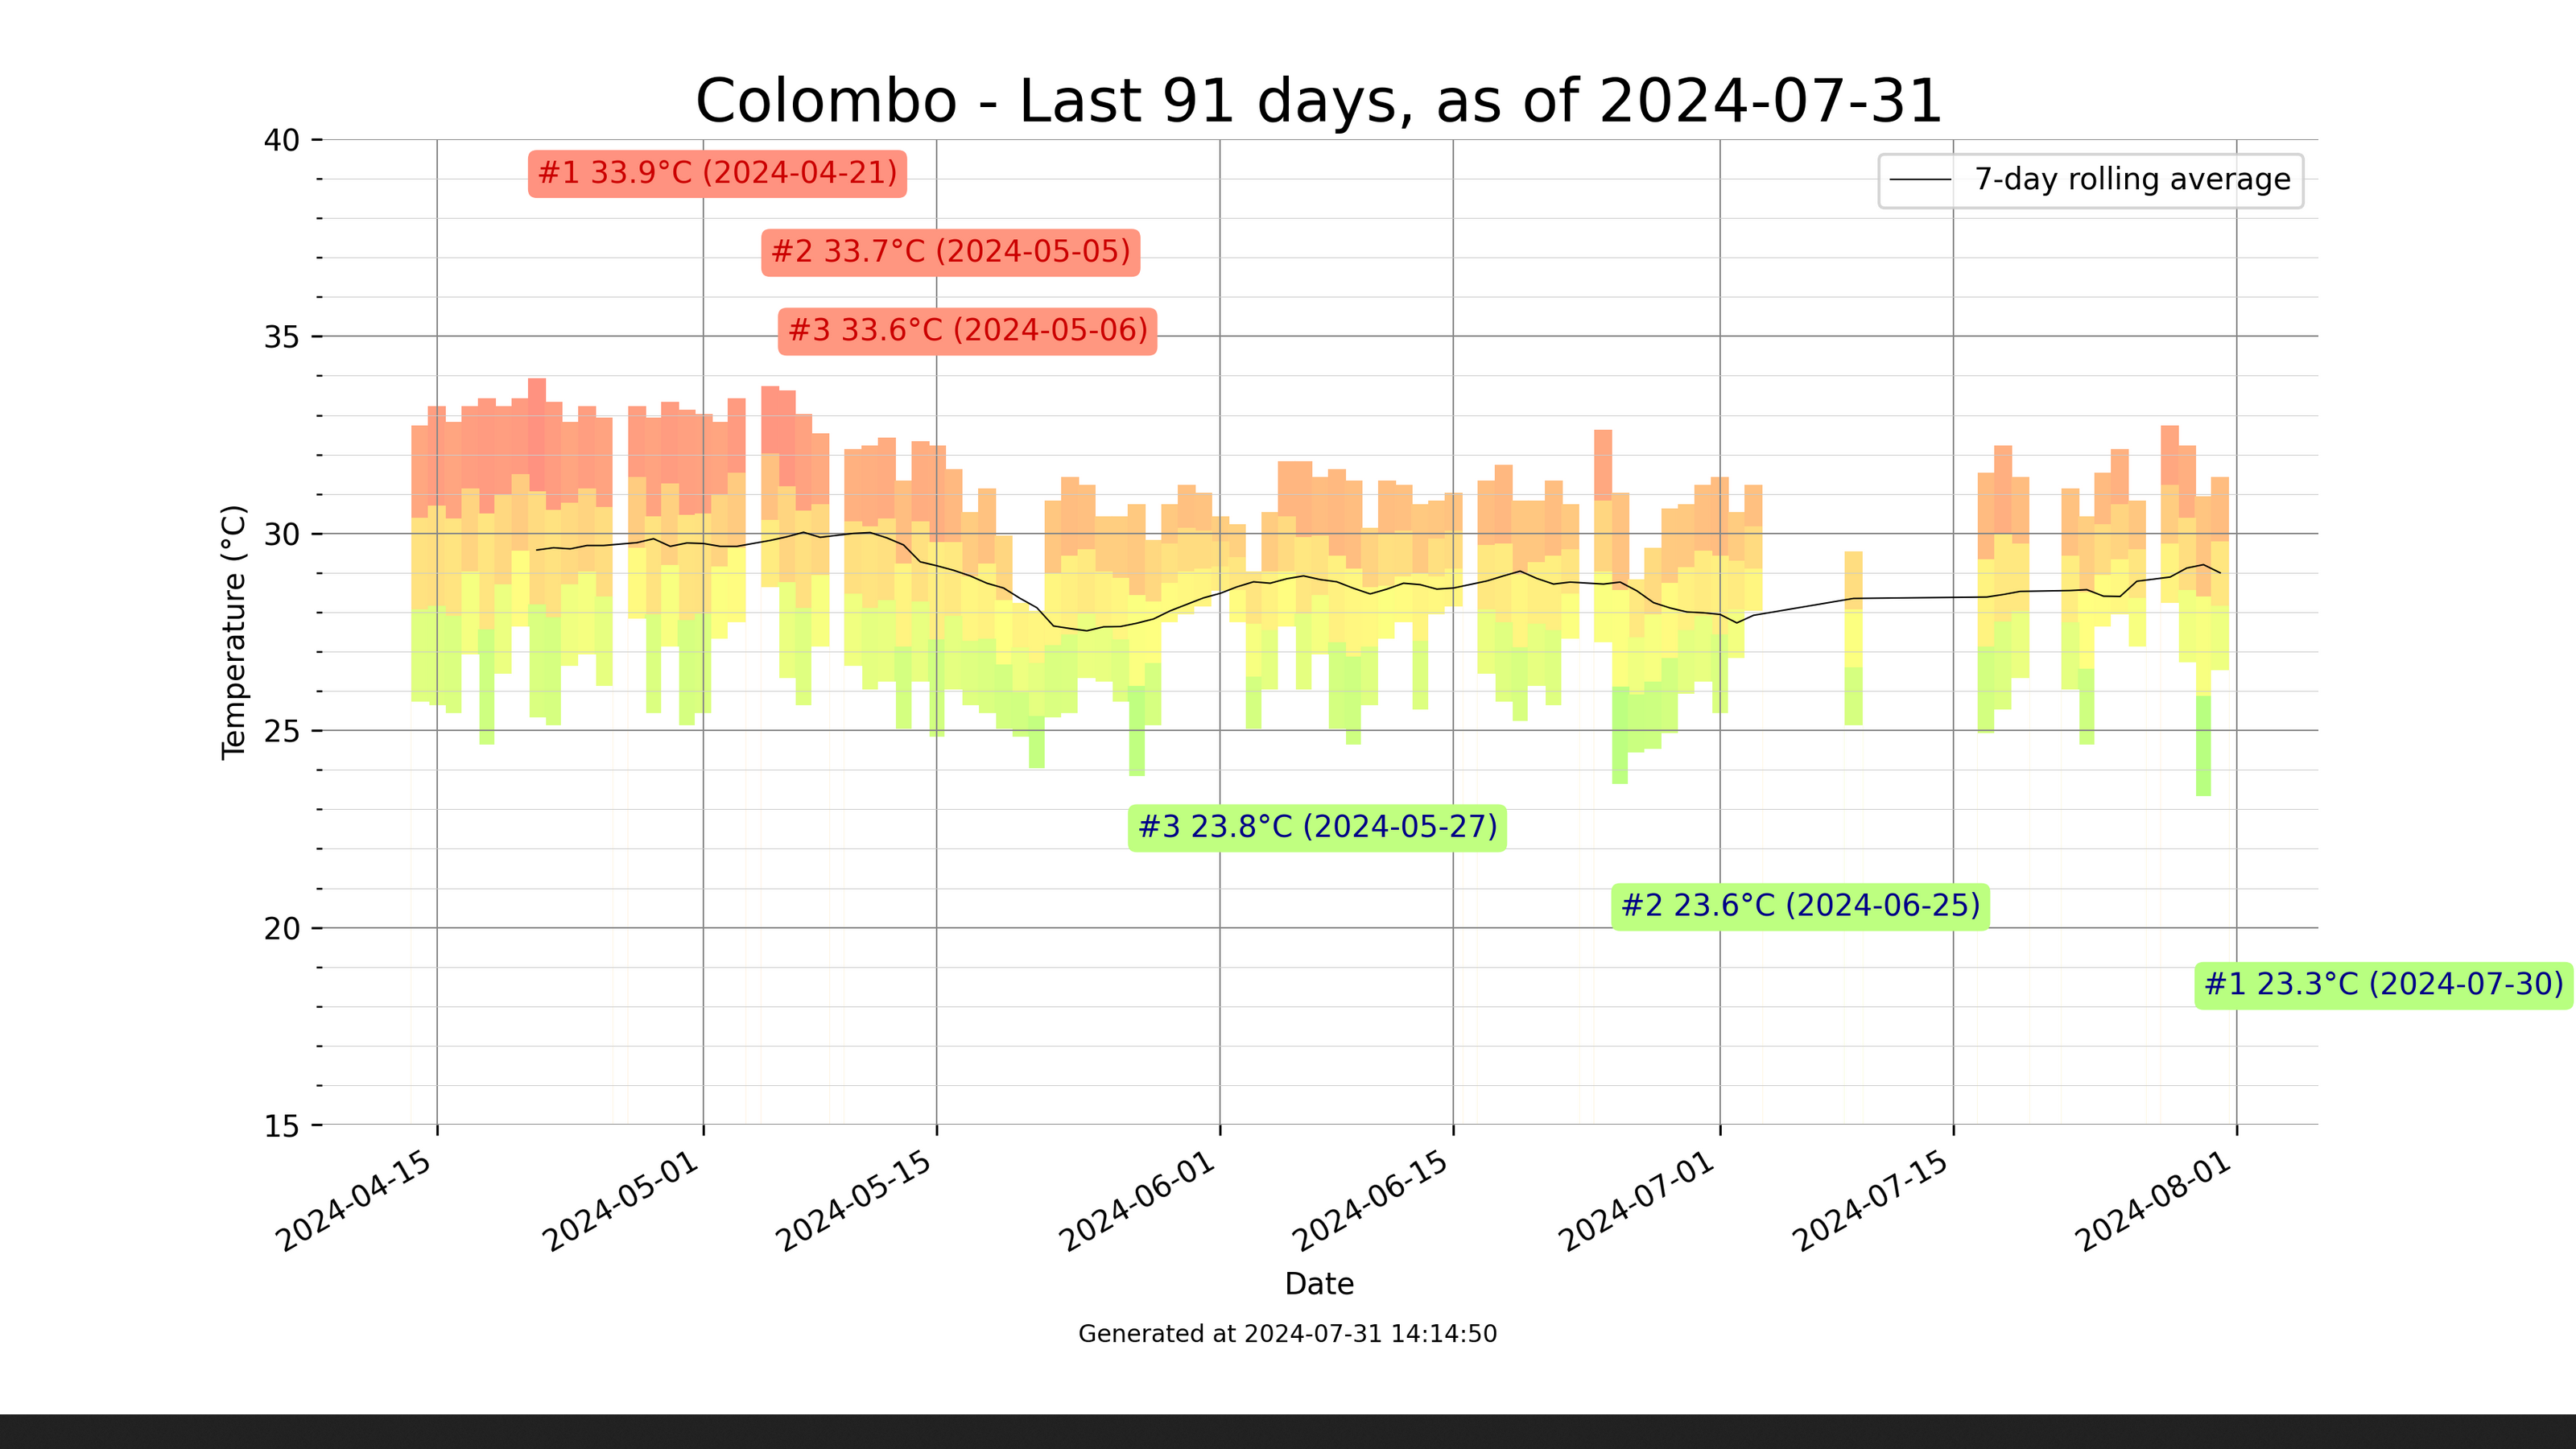 Colombo - Last 91 days, as of 2024-07-31
40
#1 33.9°C (2024-04-21)
7-day rolling average
#2 33.7°C (2024-05-05)
#3 33.6°C (2024-05-06)
35
30
Temperature (°C)
25
#3 23.8°C (2024-05-27)
#2 23.6°C (2024-06-25)
20
#1 23.3°C (2024-07-30)
15
2024-04-15
2024-05-01
2024-05-15
2024-06-01
2024-06-15
2024-07-01
2024-07-15
2024-08-01
Date
Generated at 2024-07-31 14:14:50